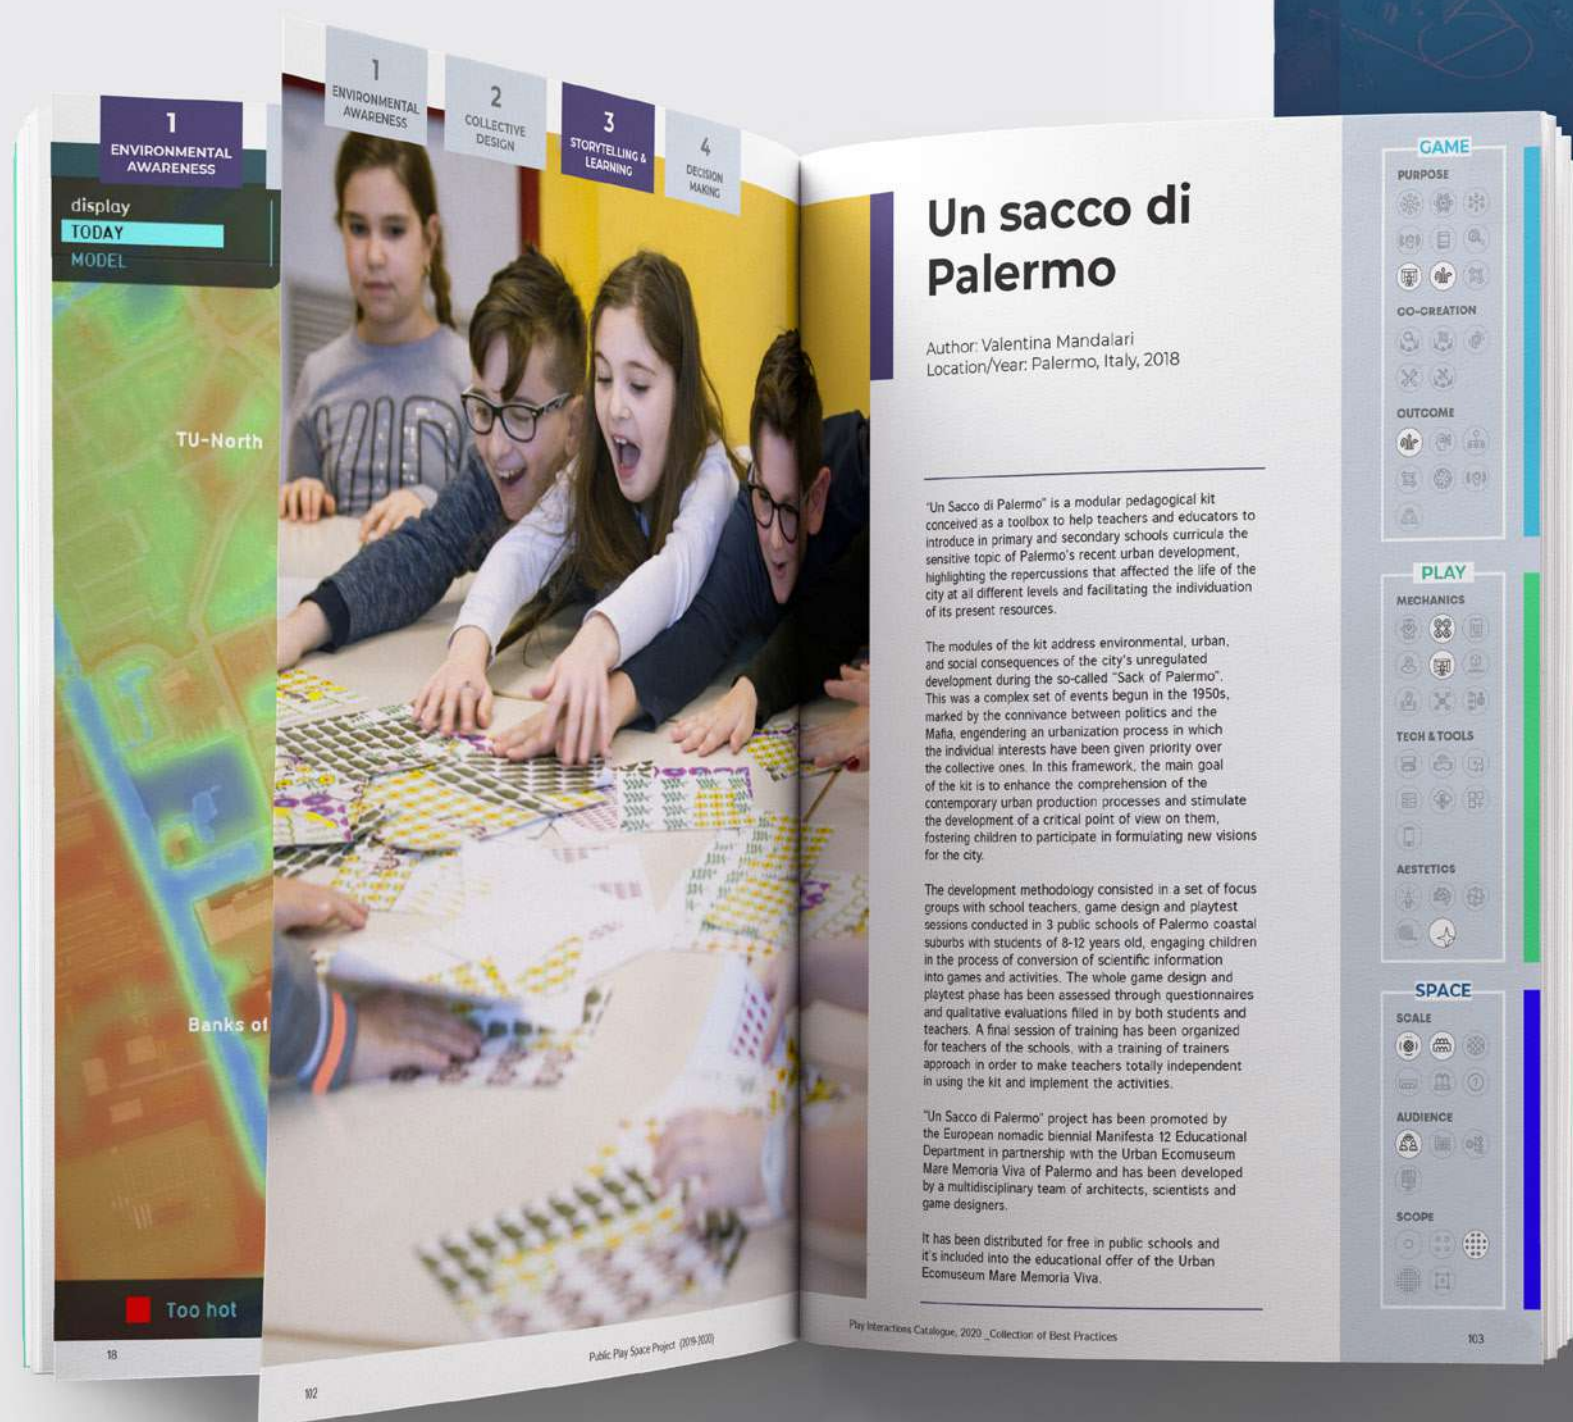 1
ENVIRONMENTAL
AWARENESS
display
TODAY
MODEL
TU-North
Banks of
Too hot
18
1
ENVIRONMENTAL
AWARENESS
2
COLLECTIVE
DESIGN
3
STORYTELLING &
LEARNING
4
DECISION
MAKING
Public Play Space Project (2019-2020)
102
Un sacco di
Palermo
Author: Valentina Mandalari
Location/Year: Palermo, Italy, 2018
"Un Sacco di Palermo" is a modular pedagogical kit
conceived as a toolbox to help teachers and educators to
introduce in primary and secondary schools curricula the
sensitive topic of Palermo's recent urban development,
highlighting the repercussions that affected the life of the
city at all different levels and facilitating the individuation
of its present resources.
The modules of the kit address environmental, urban,
and social consequences of the city's unregulated
development during the so-called "Sack of Palermo".
This was a complex set of events begun in the 1950s,
marked by the connivance between politics and the
Mafia, engendering an urbanization process in which
the individual interests have been given priority over
the collective ones. In this framework, the main goal
of the kit is to enhance the comprehension of the
contemporary urban production processes and stimulate
the development of a critical point of view on them,
fostering children to participate in formulating new visions
for the city.
The development methodology consisted in a set of focus
groups with school teachers, game design and playtest
sessions conducted in 3 public schools of Palermo coastal
suburbs with students of 8-12 years old, engaging children
in the process of conversion of scientific information
into games and activities. The whole game design and
playtest phase has been assessed through questionnaires
and qualitative evaluations filled in by both students and
teachers. A final session of training has been organized
for teachers of the schools, with a training of trainers
approach in order to make teachers totally independent
in using the kit and implement the activities.
"Un Sacco di Palermo" project has been promoted by
the European nomadic biennial Manifesta 12 Educational
Department in partnership with the Urban Ecomuseum
Mare Memoria Viva of Palermo and has been developed
by a multidisciplinary team of architects, scientists and
game designers.
It has been distributed for free in public schools and
it's included into the educational offer of the Urban
Ecomuseum Mare Memoria Viva.
Play Interactions Catalogue, 2020 _Collection of Best Practices
GAME
PURPOSE
CO-CREATION
OUTCOME
PLAY
MECHANICS
TECH & TOOLS
AESTETICS
SPACE
SCALE
AUDIENCE
SCOPE
103